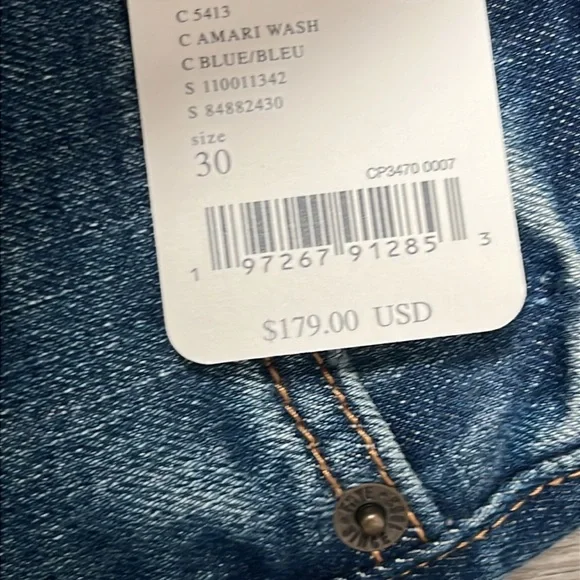 C 5413
C AMARI WASH
C BLUE/BLEU
S 110011342
S 84882430
size
30
CP3470 0007
1 97267 91285 3
$179.00 USD